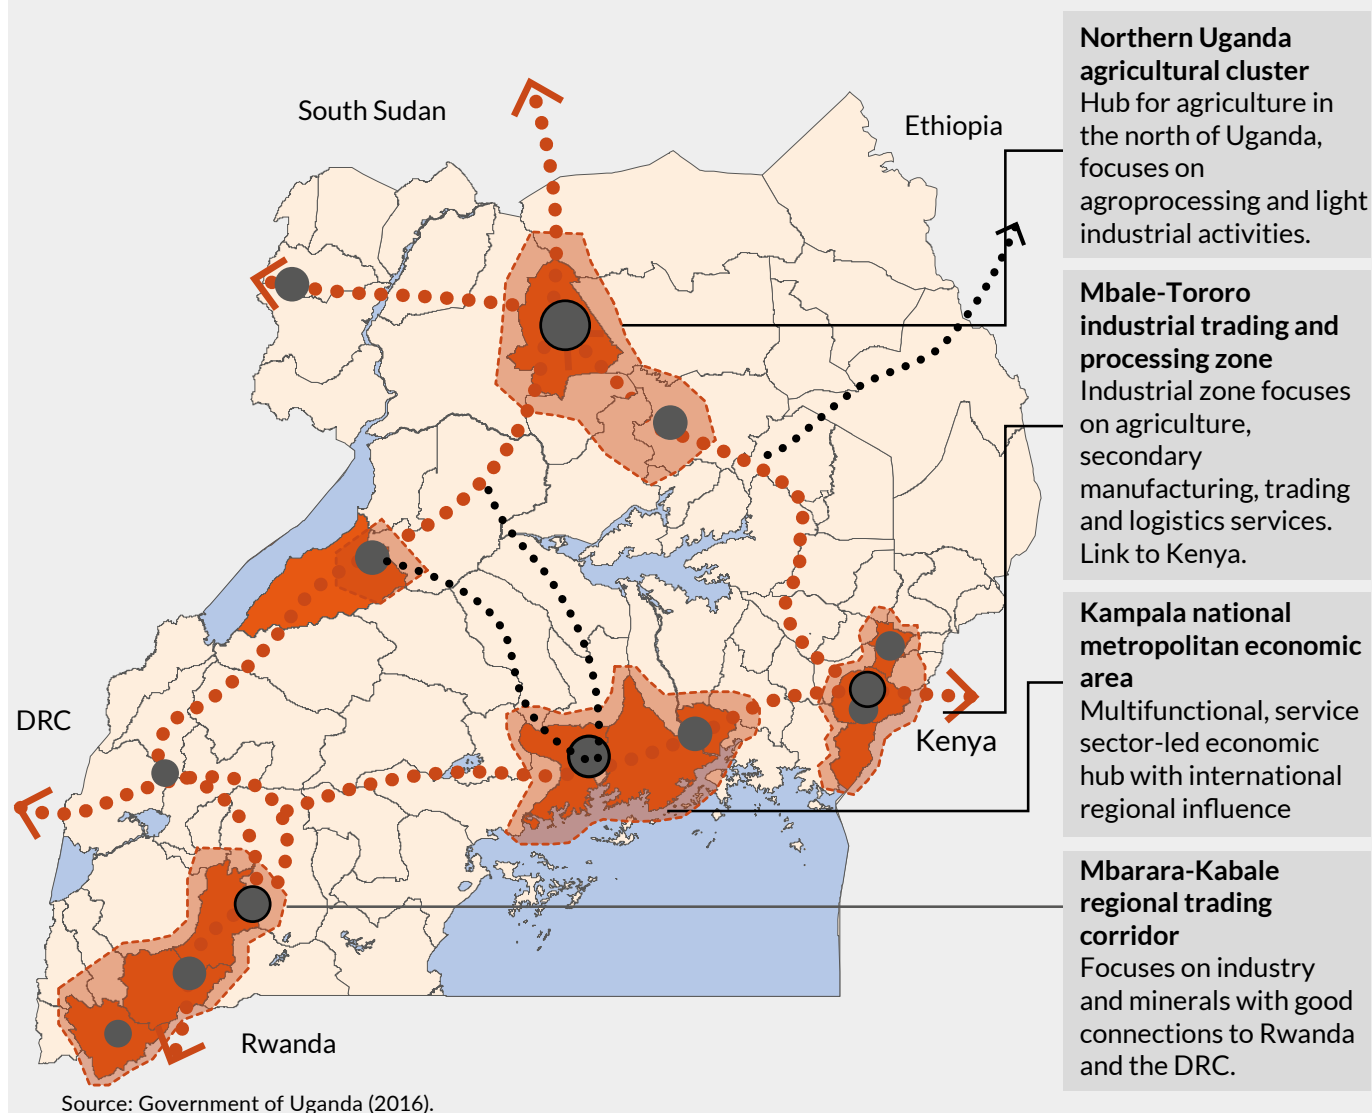 South Sudan
Ethiopia
DRC
Kenya
Rwanda
Northern Uganda
agricultural cluster
Hub for agriculture in
the north of Uganda,
focuses on
agroprocessing and light
industrial activities.
Mbale-Tororo
industrial trading and
processing zone
Industrial zone focuses
on agriculture,
secondary
manufacturing, trading
and logistics services.
Link to Kenya.
Kampala national
metropolitan economic
area
Multifunctional, service
sector-led economic
hub with international
regional influence
Mbarara-Kabale
regional trading
corridor
Focuses on industry
and minerals with good
connections to Rwanda
and the DRC.
Source: Government of Uganda (2016).